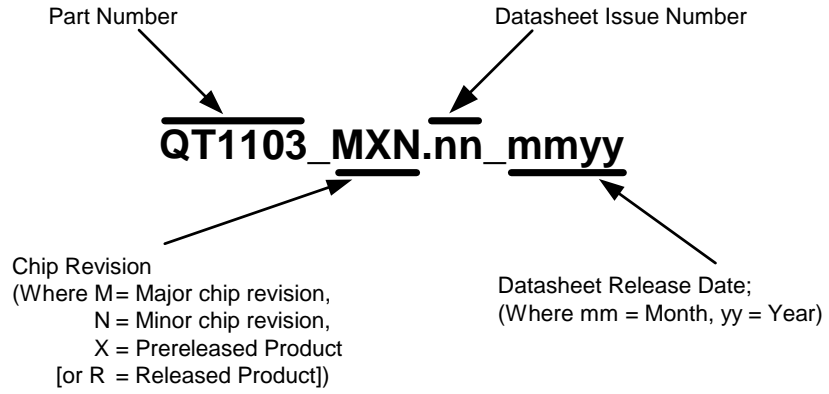 Part Number
Datasheet Issue Number
QT1103_MXN.nn_mmyy
Chip Revision
(Where M = Major chip revision,
N = Minor chip revision,
X = Prereleased Product
[or R = Released Product])
Datasheet Release Date;
(Where mm = Month, yy = Year)